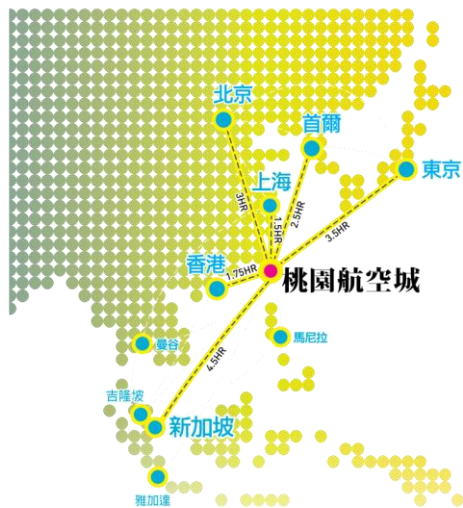 北京
首爾
東京
上海
3HR
2.5HR
1.5HR
3.5HR
香港
1.75HR
桃園航空城
曼谷
馬尼拉
4.5HR
吉隆坡
新加坡
雅加達